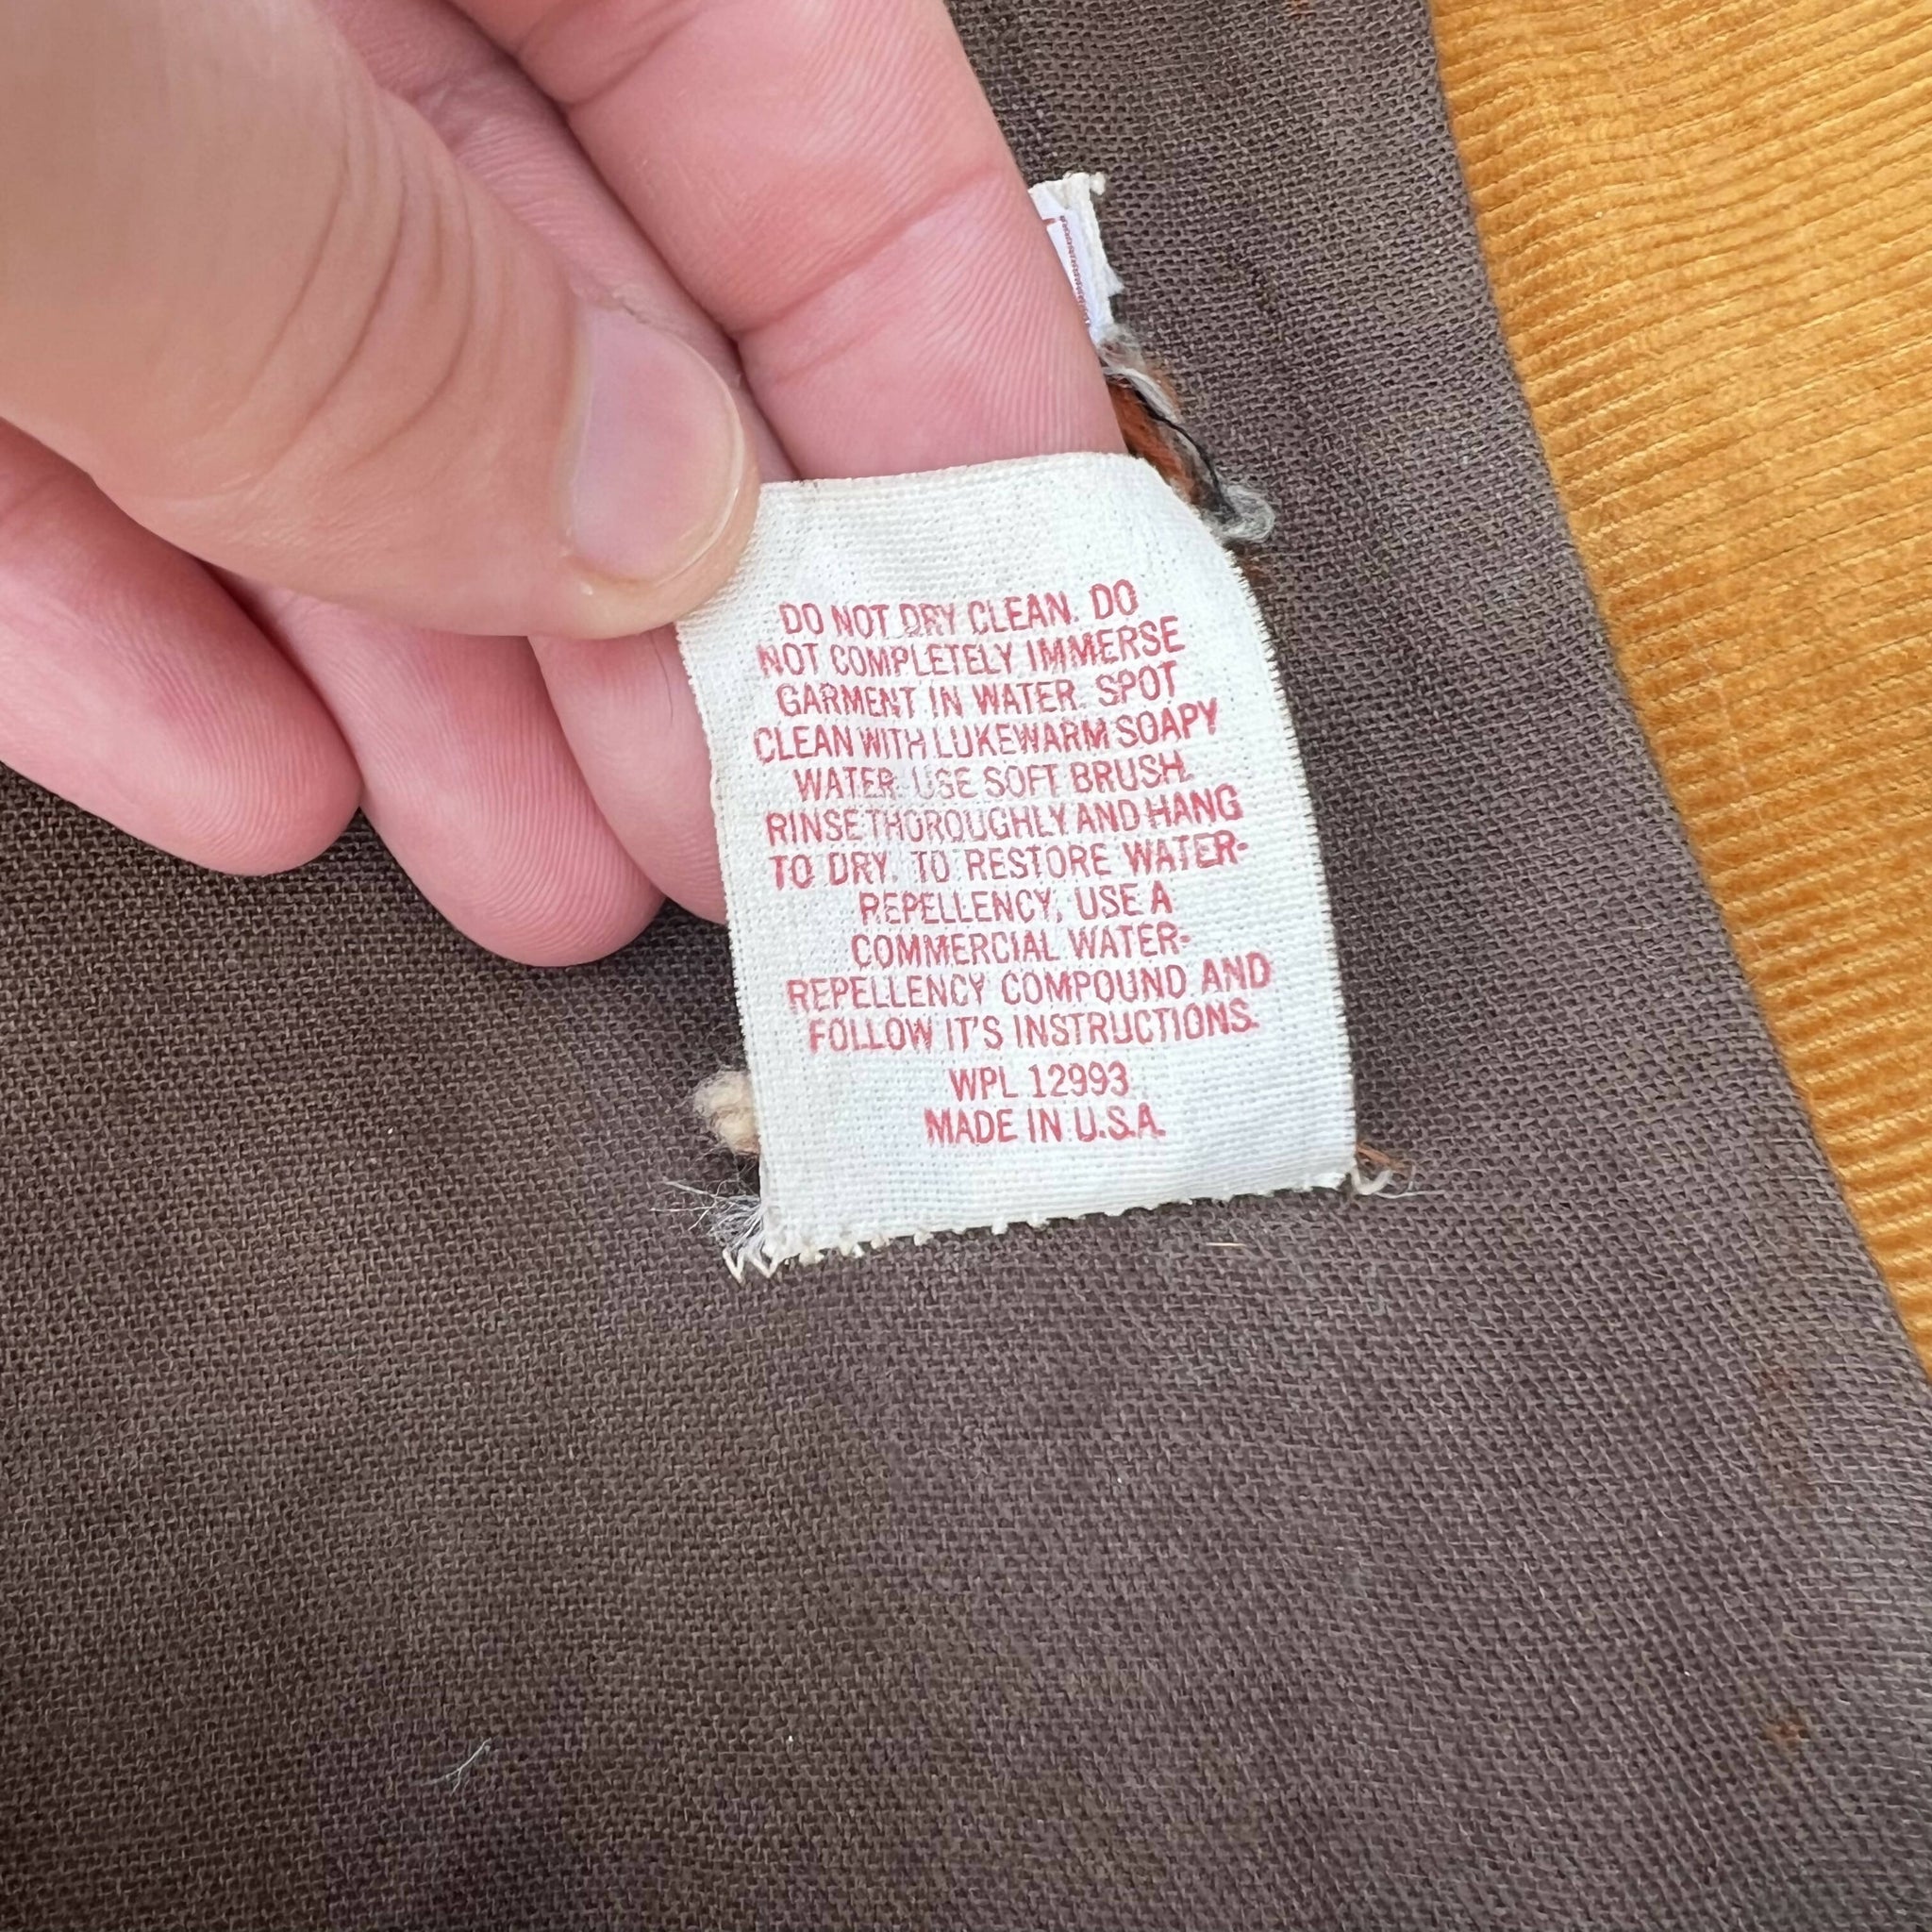 DO NOT DRY CLEAN. DO
NOT COMPLETELY IMMERSE
GARMENT IN WATER. SPOT
CLEAN WITH LUKEWARM SOAPY
WATER. USE SOFT BRUSH.
RINSE THOROUGHLY AND HANG
TO DRY. TO RESTORE WATER-
REPELLENCY, USE A
COMMERCIAL WATER-
REPELLENCY COMPOUND AND
FOLLOW IT'S INSTRUCTIONS.
WPL 12993
MADE IN U.S.A.